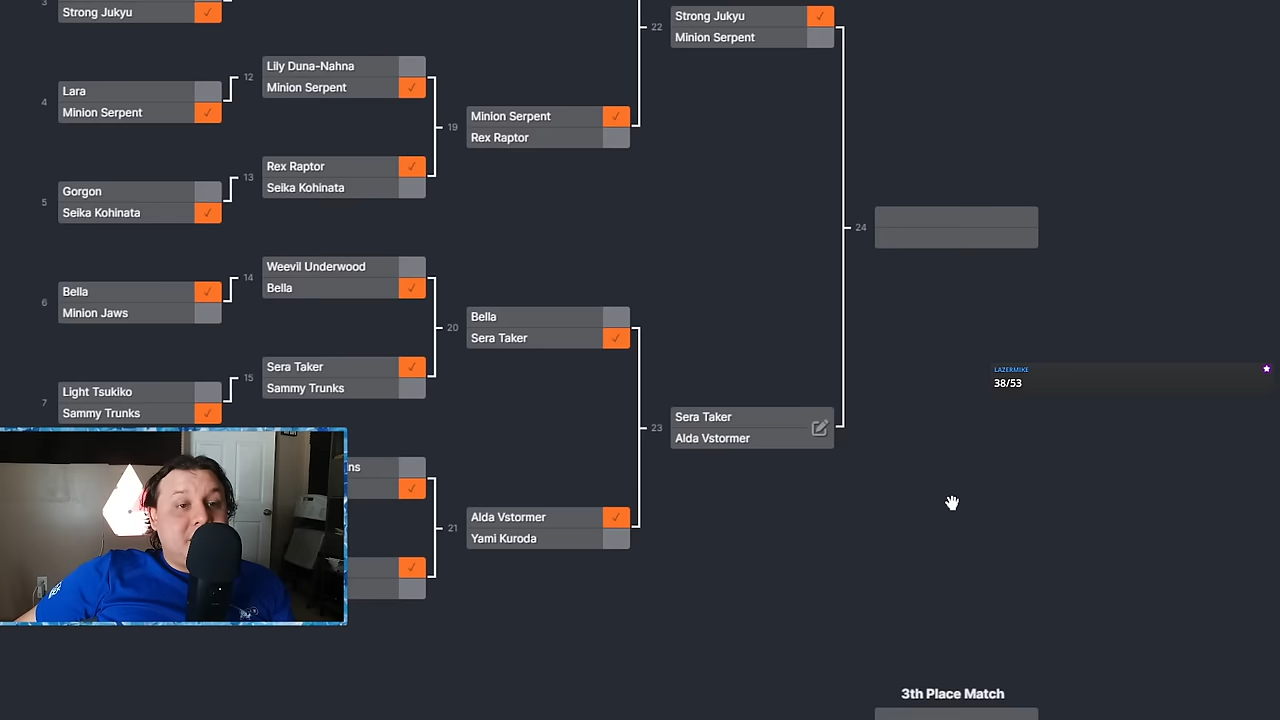 3
Strong Jukyu
4
Lara
Minion Serpent
5
Gorgon
Seika Kohinata
6
Bella
Minion Jaws
7
Light Tsukiko
Sammy Trunks
12
Lily Duna-Nahna
Minion Serpent
13
Rex Raptor
Seika Kohinata
14
Weevil Underwood
Bella
15
Sera Taker
Sammy Trunks
ns
19
Minion Serpent
Rex Raptor
20
Bella
Sera Taker
21
Alda Vstormer
Yami Kuroda
22
Strong Jukyu
Minion Serpent
23
Sera Taker
Alda Vstormer
24
LAZERMIKE
38/53
3th Place Match